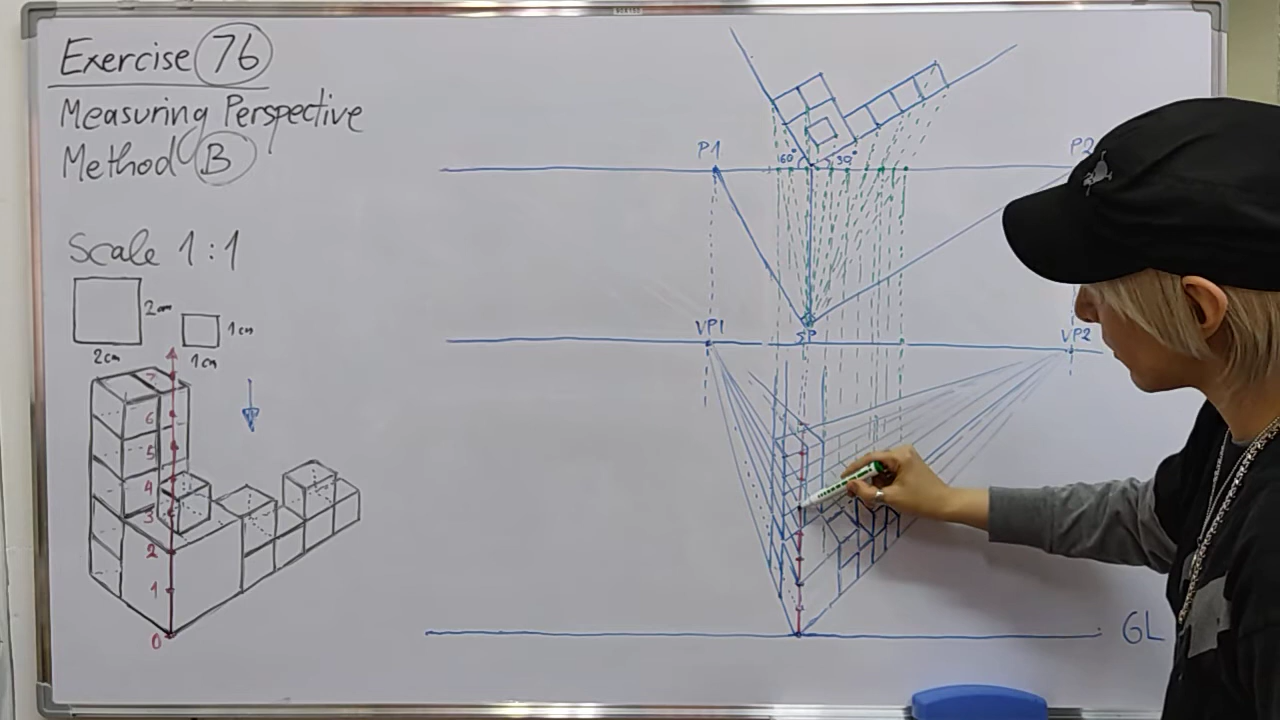 Exercise 76
Measuring Perspective
Method B
Scale 1:1
2cm
1cm
2cm
1cm
7
6
5
4
3
2
1
0
P1
P2
60°
30°
VP1
SP
VP2
GL